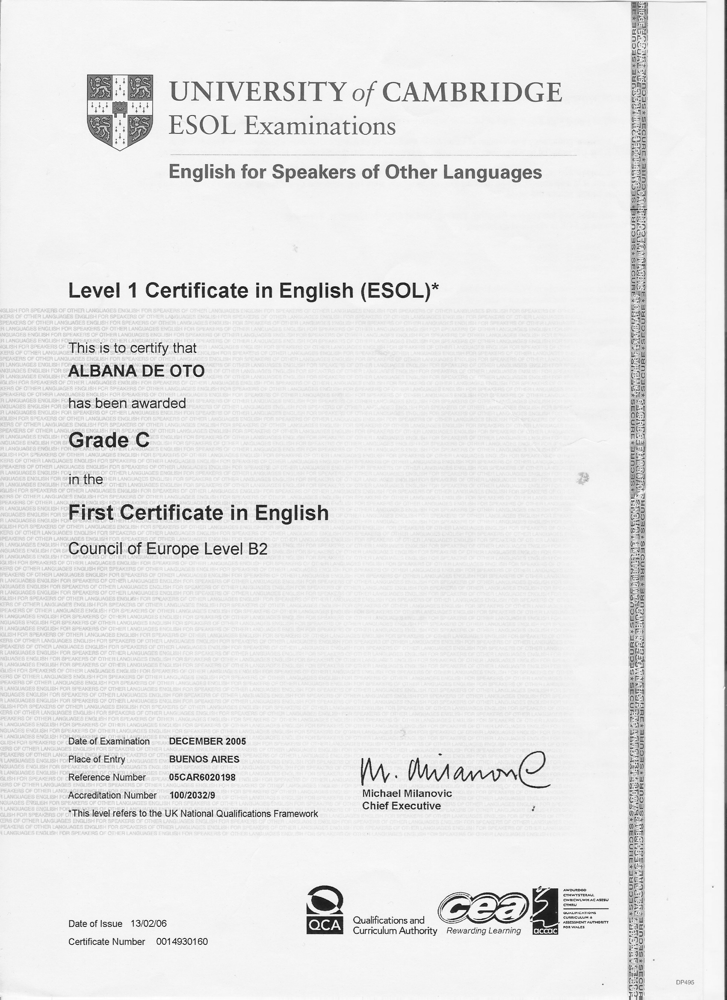 UNIVERSITY of CAMBRIDGE
ESOL Examinations
English for Speakers of Other Languages
Level 1 Certificate in English (ESOL)*
This is to certify that
ALBANA DE OTO
has been awarded
Grade C
in the
First Certificate in English
Council of Europe Level B2
Date of Examination DECEMBER 2005
Place of Entry BUENOS AIRES
Reference Number 05CAR6020198
Accreditation Number 100/2032/9
*This level refers to the UK National Qualifications Framework
M. Milanovic
Michael Milanovic
Chief Executive
Date of Issue 13/02/06
Certificate Number 0014930160
QCA
Qualifications and
Curriculum Authority
cea
Rewarding Learning
accac
AWDURDOD
CYMWYSTERAU,
CWRICWLWM AC ASESU
CYMRU
QUALIFICATIONS
CURRICULUM &
ASSESSMENT AUTHORITY
FOR WALES
DP495